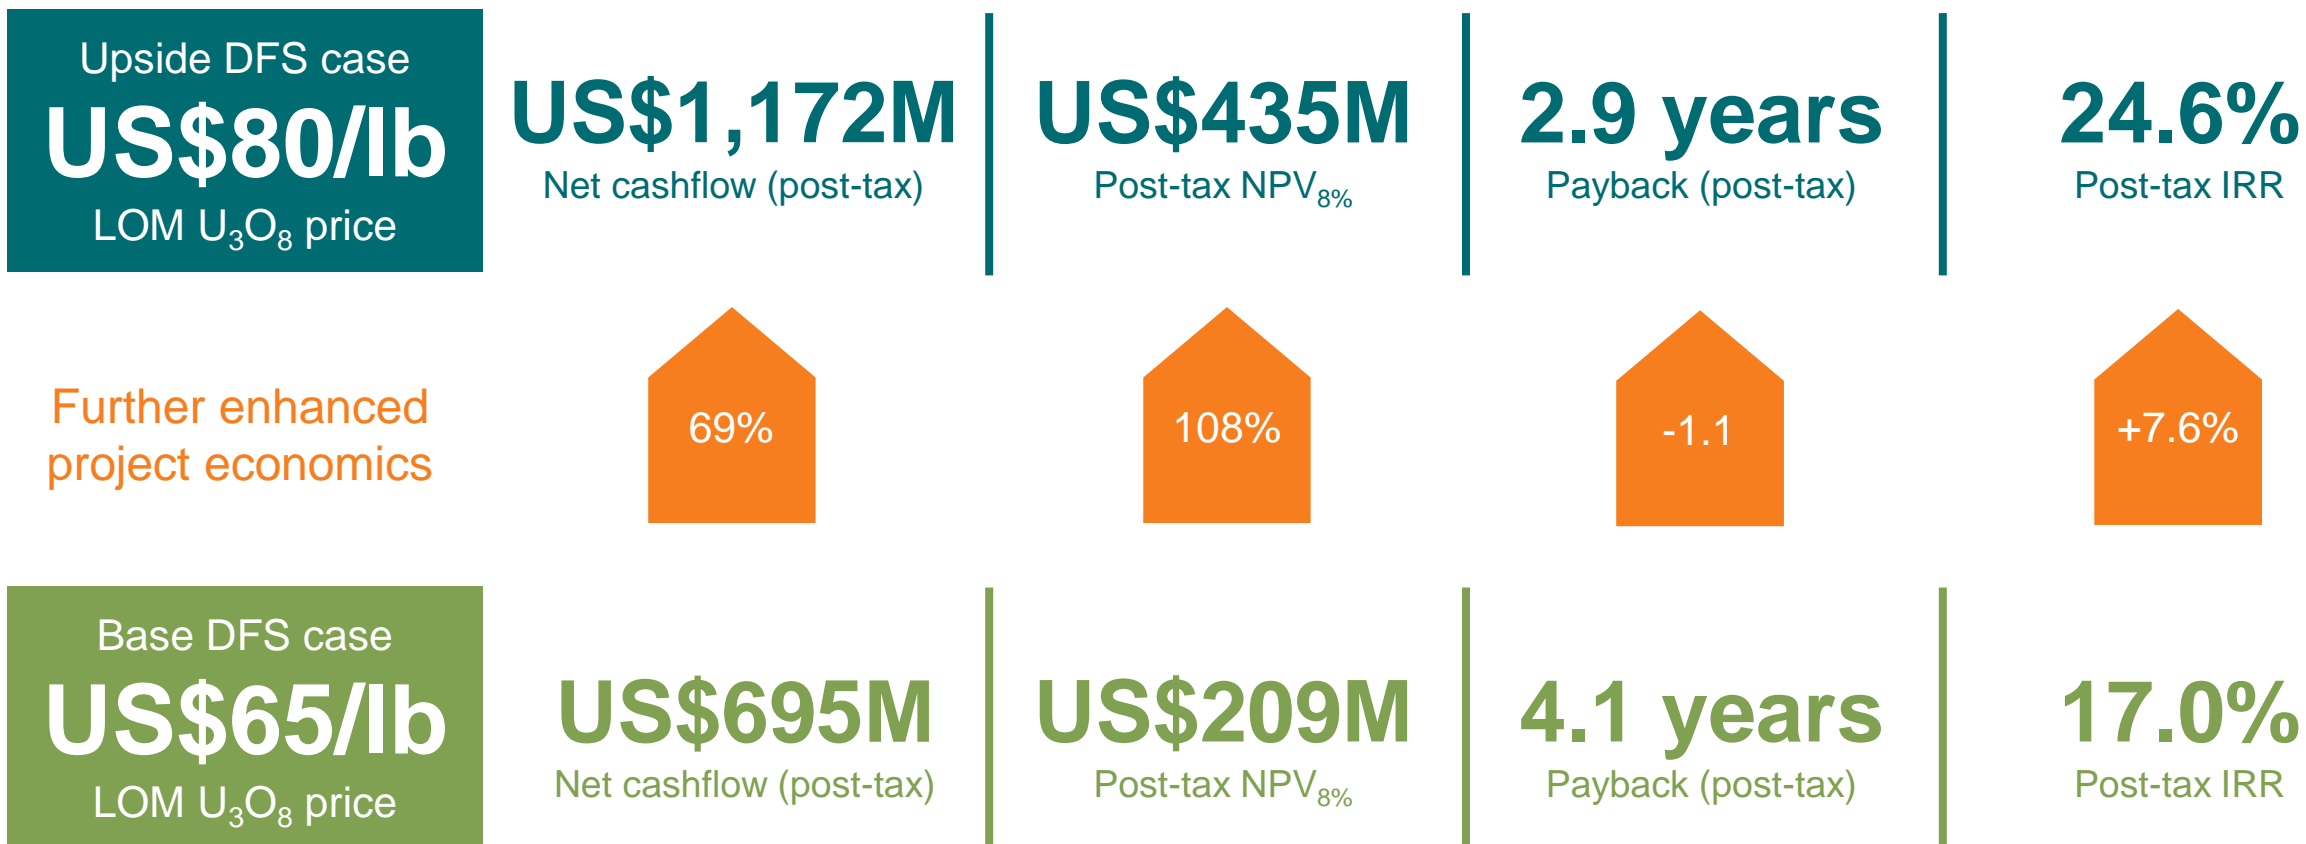 Upside DFS case
US$80/lb
LOM U₃O₈ price
US$1,172M
Net cashflow (post-tax)
US$435M
Post-tax NPV₈%
2.9 years
Payback (post-tax)
24.6%
Post-tax IRR
Further enhanced
project economics
69%
108%
-1.1
+7.6%
Base DFS case
US$65/lb
LOM U₃O₈ price
US$695M
Net cashflow (post-tax)
US$209M
Post-tax NPV₈%
4.1 years
Payback (post-tax)
17.0%
Post-tax IRR